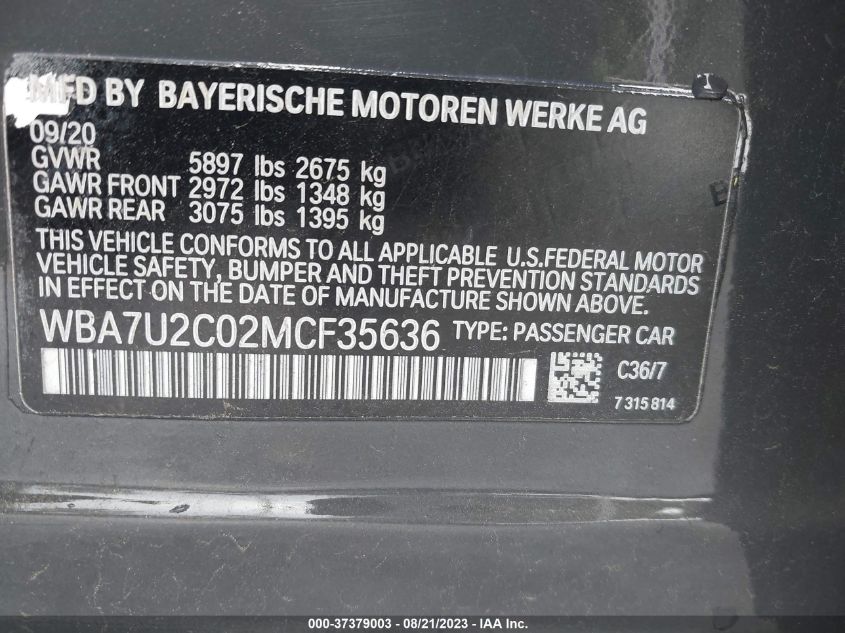 MFD BY BAYERISCHE MOTOREN WERKE AG
09/20
GVWR 5897 lbs 2675 kg
GAWR FRONT 2972 lbs 1348 kg
GAWR REAR 3075 lbs 1395 kg
THIS VEHICLE CONFORMS TO ALL APPLICABLE U.S.FEDERAL MOTOR
VEHICLE SAFETY, BUMPER AND THEFT PREVENTION STANDARDS
IN EFFECT ON THE DATE OF MANUFACTURE SHOWN ABOVE.
WBA7U2C02MCF35636 TYPE: PASSENGER CAR
C36/7
7 315 814
000-37379003 - 08/21/2023 - IAA Inc.